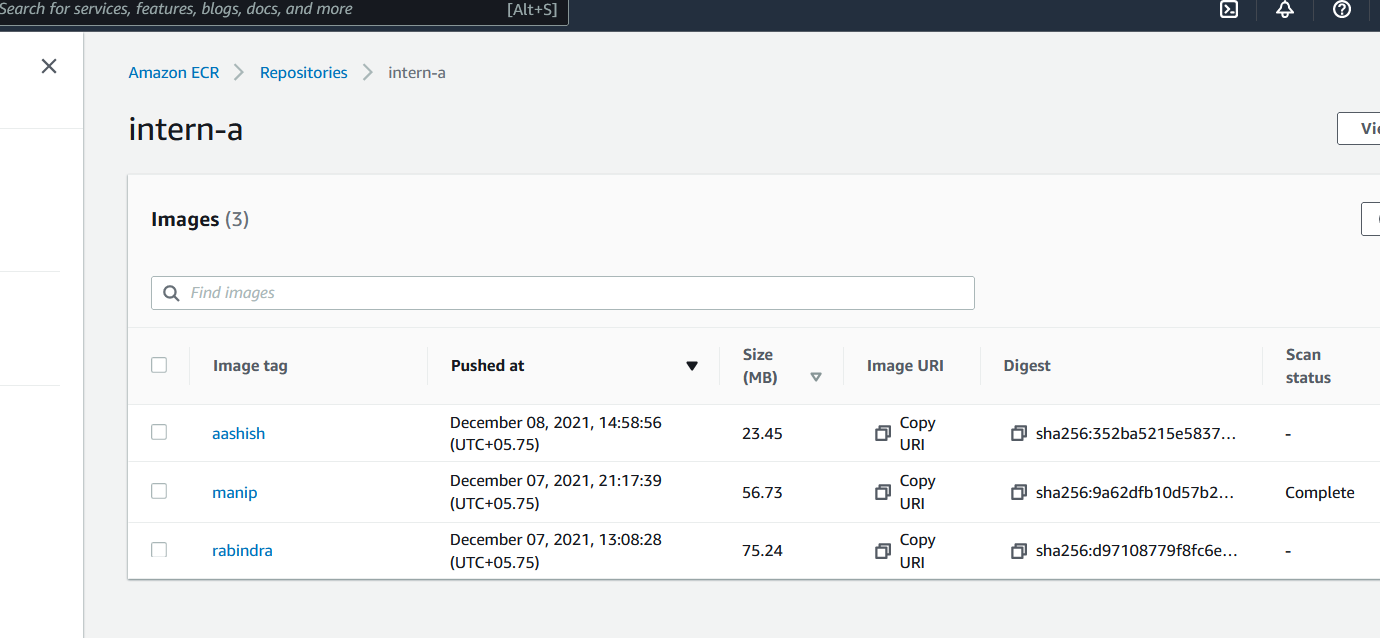 Search for services, features, blogs, docs, and more [Alt+S]
Amazon ECR Repositories intern-a
intern-a
Images (3)
Find images
Image tag Pushed at Size (MB) Image URI Digest Scan status
aashish December 08, 2021, 14:58:56 (UTC+05.75) 23.45 Copy URI sha256:352ba5215e5837... -
manip December 07, 2021, 21:17:39 (UTC+05.75) 56.73 Copy URI sha256:9a62dfb10d57b2... Complete
rabindra December 07, 2021, 13:08:28 (UTC+05.75) 75.24 Copy URI sha256:d97108779f8fc6e... -